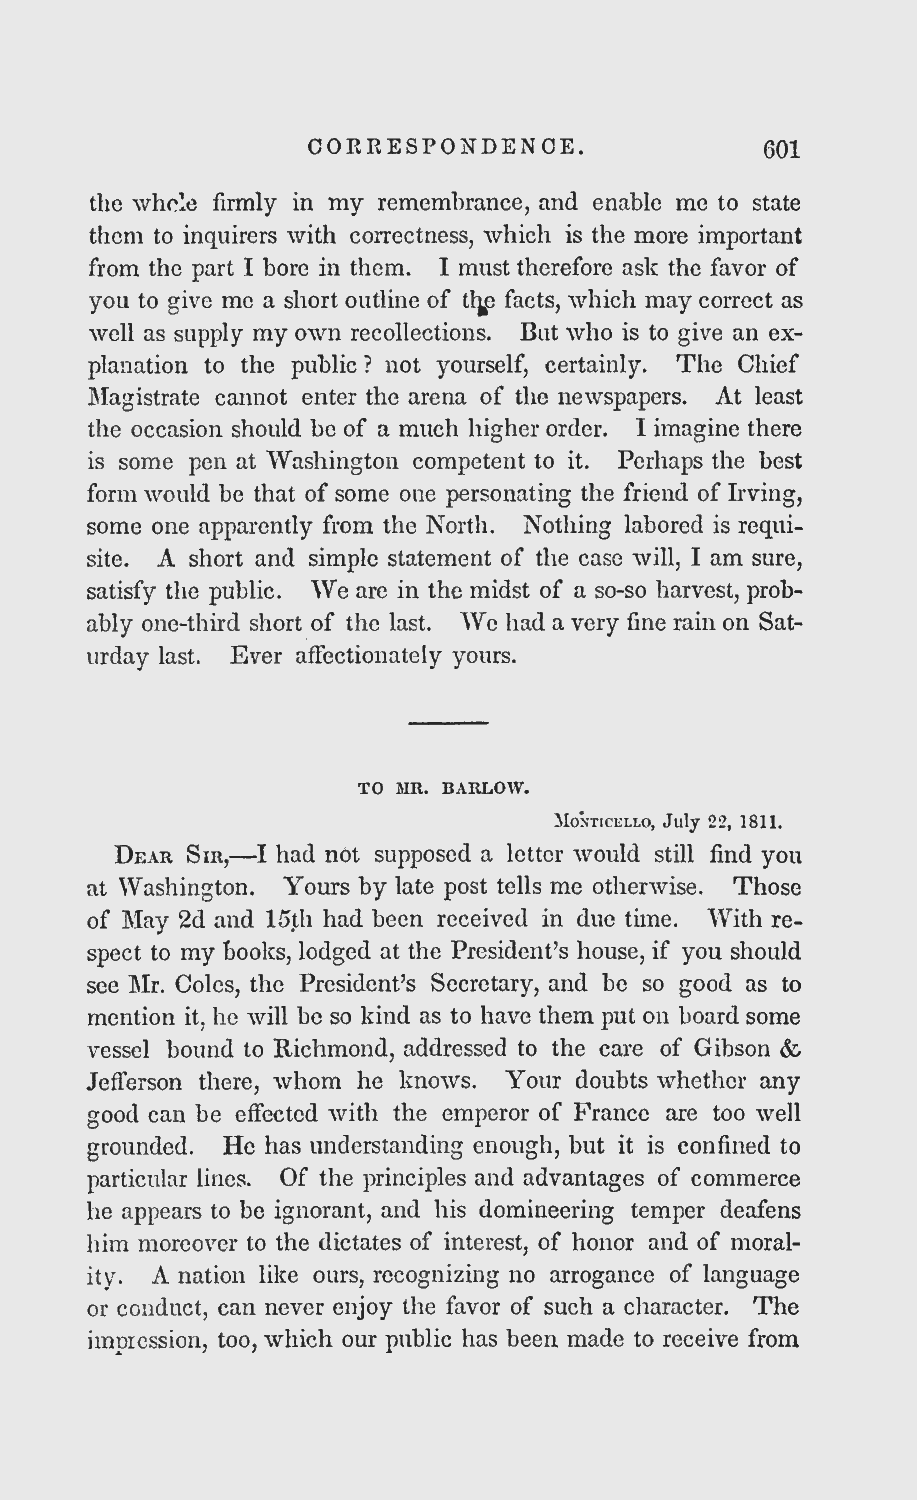 CORRESPONDENCE. 601
the whole firmly in my remembrance, and enable me to state
them to inquirers with correctness, which is the more important
from the part I bore in them. I must therefore ask the favor of
you to give me a short outline of the facts, which may correct as
well as supply my own recollections. But who is to give an ex-
planation to the public? not yourself, certainly. The Chief
Magistrate cannot enter the arena of the newspapers. At least
the occasion should be of a much higher order. I imagine there
is some pen at Washington competent to it. Perhaps the best
form would be that of some one personating the friend of Irving,
some one apparently from the North. Nothing labored is requi-
site. A short and simple statement of the case will, I am sure,
satisfy the public. We are in the midst of a so-so harvest, prob-
ably one-third short of the last. We had a very fine rain on Sat-
urday last. Ever affectionately yours.
TO MR. BARLOW.
Monticello, July 22, 1811.
Dear Sir,—I had not supposed a letter would still find you
at Washington. Yours by late post tells me otherwise. Those
of May 2d and 15th had been received in due time. With re-
spect to my books, lodged at the President's house, if you should
see Mr. Coles, the President's Secretary, and be so good as to
mention it, he will be so kind as to have them put on board some
vessel bound to Richmond, addressed to the care of Gibson &
Jefferson there, whom he knows. Your doubts whether any
good can be effected with the emperor of France are too well
grounded. He has understanding enough, but it is confined to
particular lines. Of the principles and advantages of commerce
he appears to be ignorant, and his domineering temper deafens
him moreover to the dictates of interest, of honor and of moral-
ity. A nation like ours, recognizing no arrogance of language
or conduct, can never enjoy the favor of such a character. The
impression, too, which our public has been made to receive from